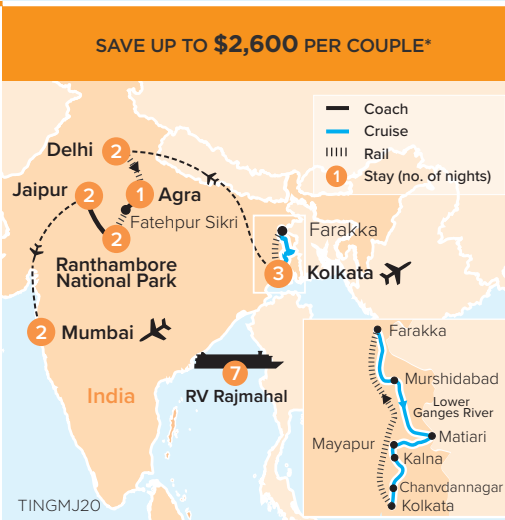 SAVE UP TO $2,600 PER COUPLE*
Coach
Cruise
Rail
1 Stay (no. of nights)
Delhi 2
Jaipur 2
1 Agra
Fatehpur Sikri
2
Ranthambore
National Park
Farakka
3 Kolkata
2 Mumbai
7
RV Rajmahal
India
Farakka
Murshidabad
Lower
Ganges River
Matiari
Mayapur
Kalna
Chanvdannagar
Kolkata
TINGMJ20